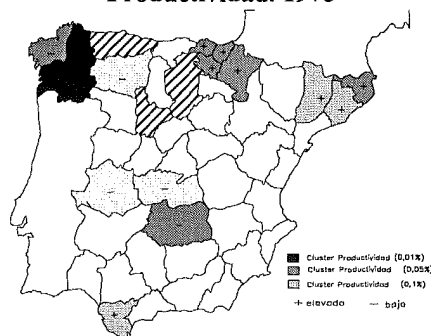 Productividad: 1975
Cluster Productividad (0,01%)
Cluster Productividad (0,05%)
Cluster Productividad (0,1%)
+ elevado — bajo